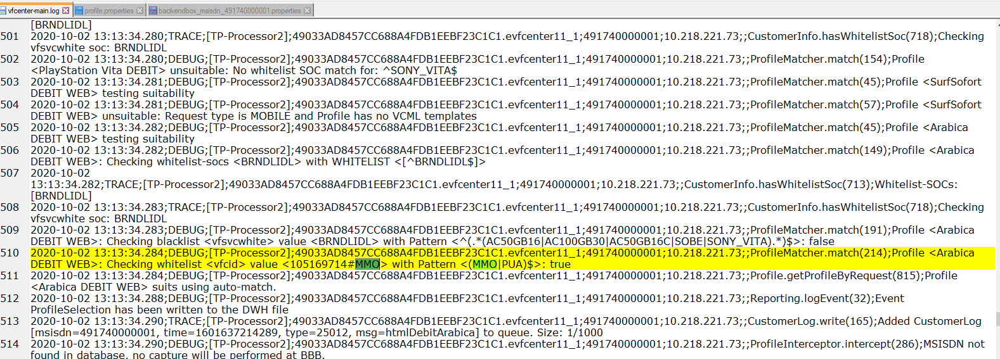 vfcenter-main.log profile.properties backendbox_msisdn_491740000001.properties
[BRNDLIDL]
501 2020-10-02 13:13:34.280;TRACE;[TP-Processor2];49033AD8457CC688A4FDB1EEBF23C1C1.evfcenter11_1;491740000001;10.218.221.73;;CustomerInfo.hasWhitelistSoc(718);Checking
vfsvcwhite soc: BRNDLIDL
502 2020-10-02 13:13:34.280;DEBUG;[TP-Processor2];49033AD8457CC688A4FDB1EEBF23C1C1.evfcenter11_1;491740000001;10.218.221.73;;ProfileMatcher.match(154);Profile
<PlayStation Vita DEBIT> unsuitable: No whitelist SOC match for: ^SONY_VITA$
503 2020-10-02 13:13:34.281;DEBUG;[TP-Processor2];49033AD8457CC688A4FDB1EEBF23C1C1.evfcenter11_1;491740000001;10.218.221.73;;ProfileMatcher.match(45);Profile <SurfSofort
DEBIT WEB> testing suitability
504 2020-10-02 13:13:34.281;DEBUG;[TP-Processor2];49033AD8457CC688A4FDB1EEBF23C1C1.evfcenter11_1;491740000001;10.218.221.73;;ProfileMatcher.match(57);Profile <SurfSofort
DEBIT WEB> unsuitable: Request type is MOBILE and Profile has no VCML templates
505 2020-10-02 13:13:34.282;DEBUG;[TP-Processor2];49033AD8457CC688A4FDB1EEBF23C1C1.evfcenter11_1;491740000001;10.218.221.73;;ProfileMatcher.match(45);Profile <Arabica
DEBIT WEB> testing suitability
506 2020-10-02 13:13:34.282;DEBUG;[TP-Processor2];49033AD8457CC688A4FDB1EEBF23C1C1.evfcenter11_1;491740000001;10.218.221.73;;ProfileMatcher.match(149);Profile <Arabica
DEBIT WEB>: Checking whitelist-socs <BRNDLIDL> with WHITELIST <[^BRNDLIDL$]>
507 2020-10-02
13:13:34.282;TRACE;[TP-Processor2];49033AD8457CC688A4FDB1EEBF23C1C1.evfcenter11_1;491740000001;10.218.221.73;;CustomerInfo.hasWhitelistSoc(713);Whitelist-SOCs:
[BRNDLIDL]
508 2020-10-02 13:13:34.283;TRACE;[TP-Processor2];49033AD8457CC688A4FDB1EEBF23C1C1.evfcenter11_1;491740000001;10.218.221.73;;CustomerInfo.hasWhitelistSoc(718);Checking
vfsvcwhite soc: BRNDLIDL
509 2020-10-02 13:13:34.283;DEBUG;[TP-Processor2];49033AD8457CC688A4FDB1EEBF23C1C1.evfcenter11_1;491740000001;10.218.221.73;;ProfileMatcher.match(191);Profile <Arabica
DEBIT WEB>: Checking blacklist <vfsvcwhite> value <BRNDLIDL> with Pattern <^(.*(AC50GB16|AC100GB30|AC50GB16C|SOBE|SONY_VITA).*)$>: false
510 2020-10-02 13:13:34.284;DEBUG;[TP-Processor2];49033AD8457CC688A4FDB1EEBF23C1C1.evfcenter11_1;491740000001;10.218.221.73;;ProfileMatcher.match(214);Profile <Arabica
DEBIT WEB>: Checking whitelist <vfcid> value <105169714#MMO> with Pattern <(MMO|PUA)$>: true
511 2020-10-02 13:13:34.284;DEBUG;[TP-Processor2];49033AD8457CC688A4FDB1EEBF23C1C1.evfcenter11_1;491740000001;10.218.221.73;;Profile.getProfileByRequest(815);Profile
<Arabica DEBIT WEB> suits using auto-match.
512 2020-10-02 13:13:34.288;DEBUG;[TP-Processor2];49033AD8457CC688A4FDB1EEBF23C1C1.evfcenter11_1;491740000001;10.218.221.73;;Reporting.logEvent(32);Event
ProfileSelection has been written to the DWH file
513 2020-10-02 13:13:34.290;TRACE;[TP-Processor2];49033AD8457CC688A4FDB1EEBF23C1C1.evfcenter11_1;491740000001;10.218.221.73;;CustomerLog.write(165);Added CustomerLog
[msisdn=491740000001, time=1601637214289, type=25012, msg=htmlDebitArabica] to queue. Size: 1/1000
514 2020-10-02 13:13:34.290;DEBUG;[TP-Processor2];49033AD8457CC688A4FDB1EEBF23C1C1.evfcenter11_1;491740000001;10.218.221.73;;ProfileInterceptor.intercept(286);MSISDN not
found in database, no capture will be performed at BBB.